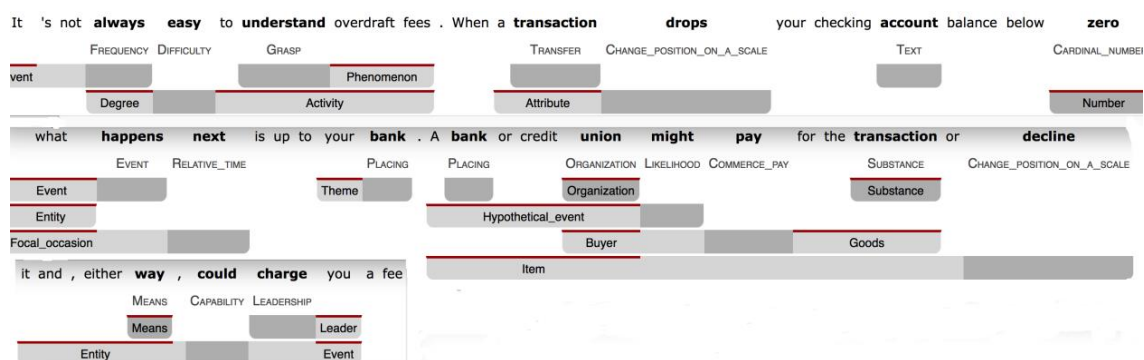 It 's not always easy to understand overdraft fees . When a transaction drops your checking account balance below zero
FREQUENCY DIFFICULTY GRASP TRANSFER CHANGE_POSITION_ON_A_SCALE TEXT CARDINAL_NUMBE
vent Phenomenon
Degree Activity Attribute Number
what happens next is up to your bank . A bank or credit union might pay for the transaction or decline
EVENT RELATIVE_TIME PLACING PLACING ORGANIZATION LIKELIHOOD COMMERCE_PAY SUBSTANCE CHANGE_POSITION_ON_A_SCALE
Event Theme Organization Substance
Entity Hypothetical_event
Focal_occasion Buyer Goods
Item
it and , either way , could charge you a fee
MEANS CAPABILITY LEADERSHIP
Means Leader
Entity Event